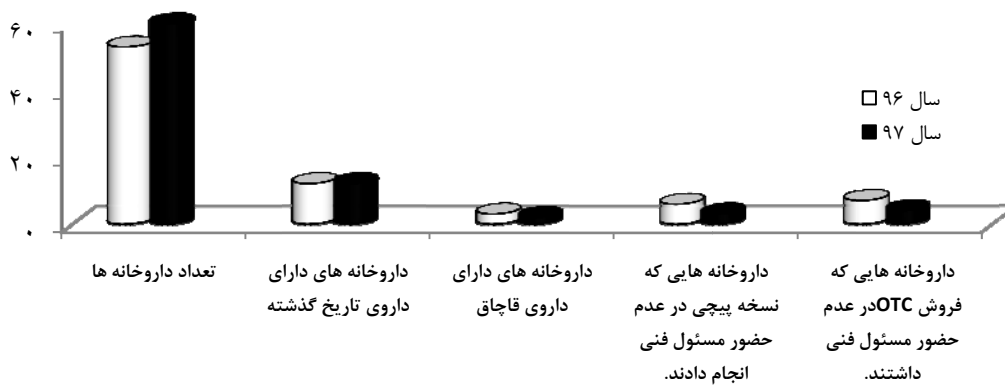 ۶۰
۴۰
۲۰
۰
سال ۹۶
سال ۹۷
تعداد داروخانه ها
داروخانه های دارای
داروی تاریخ گذشته
داروخانه های دارای
داروی قاچاق
داروخانه هایی که
نسخه پیچی در عدم
حضور مسئول فنی
انجام دادند.
داروخانه هایی که
فروش OTCدر عدم
حضور مسئول فنی
داشتند.